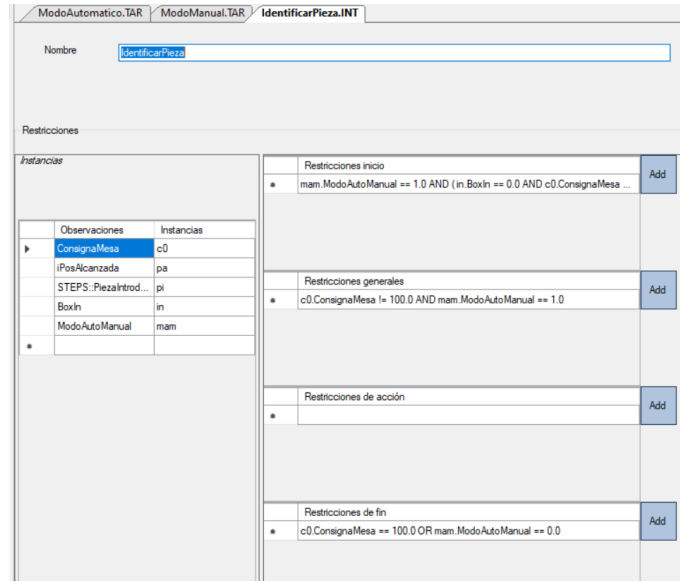 ModoAutomatico.TAR ModoManual.TAR IdentificarPieza.INT
Nombre IdentificarPieza
Restricciones
Instancias
Observaciones Instancias
ConsignaMesa c0
iPosAlcanzada pa
STEPS::PiezaIntrod... pi
BoxIn in
ModoAutoManual mam
Restricciones inicio
Add
mam.ModoAutoManual == 1.0 AND (in.BoxIn == 0.0 AND c0.ConsignaMesa ...
Restricciones generales
Add
c0.ConsignaMesa != 100.0 AND mam.ModoAutoManual == 1.0
Restricciones de acción
Add
Restricciones de fin
Add
c0.ConsignaMesa == 100.0 OR mam.ModoAutoManual == 0.0